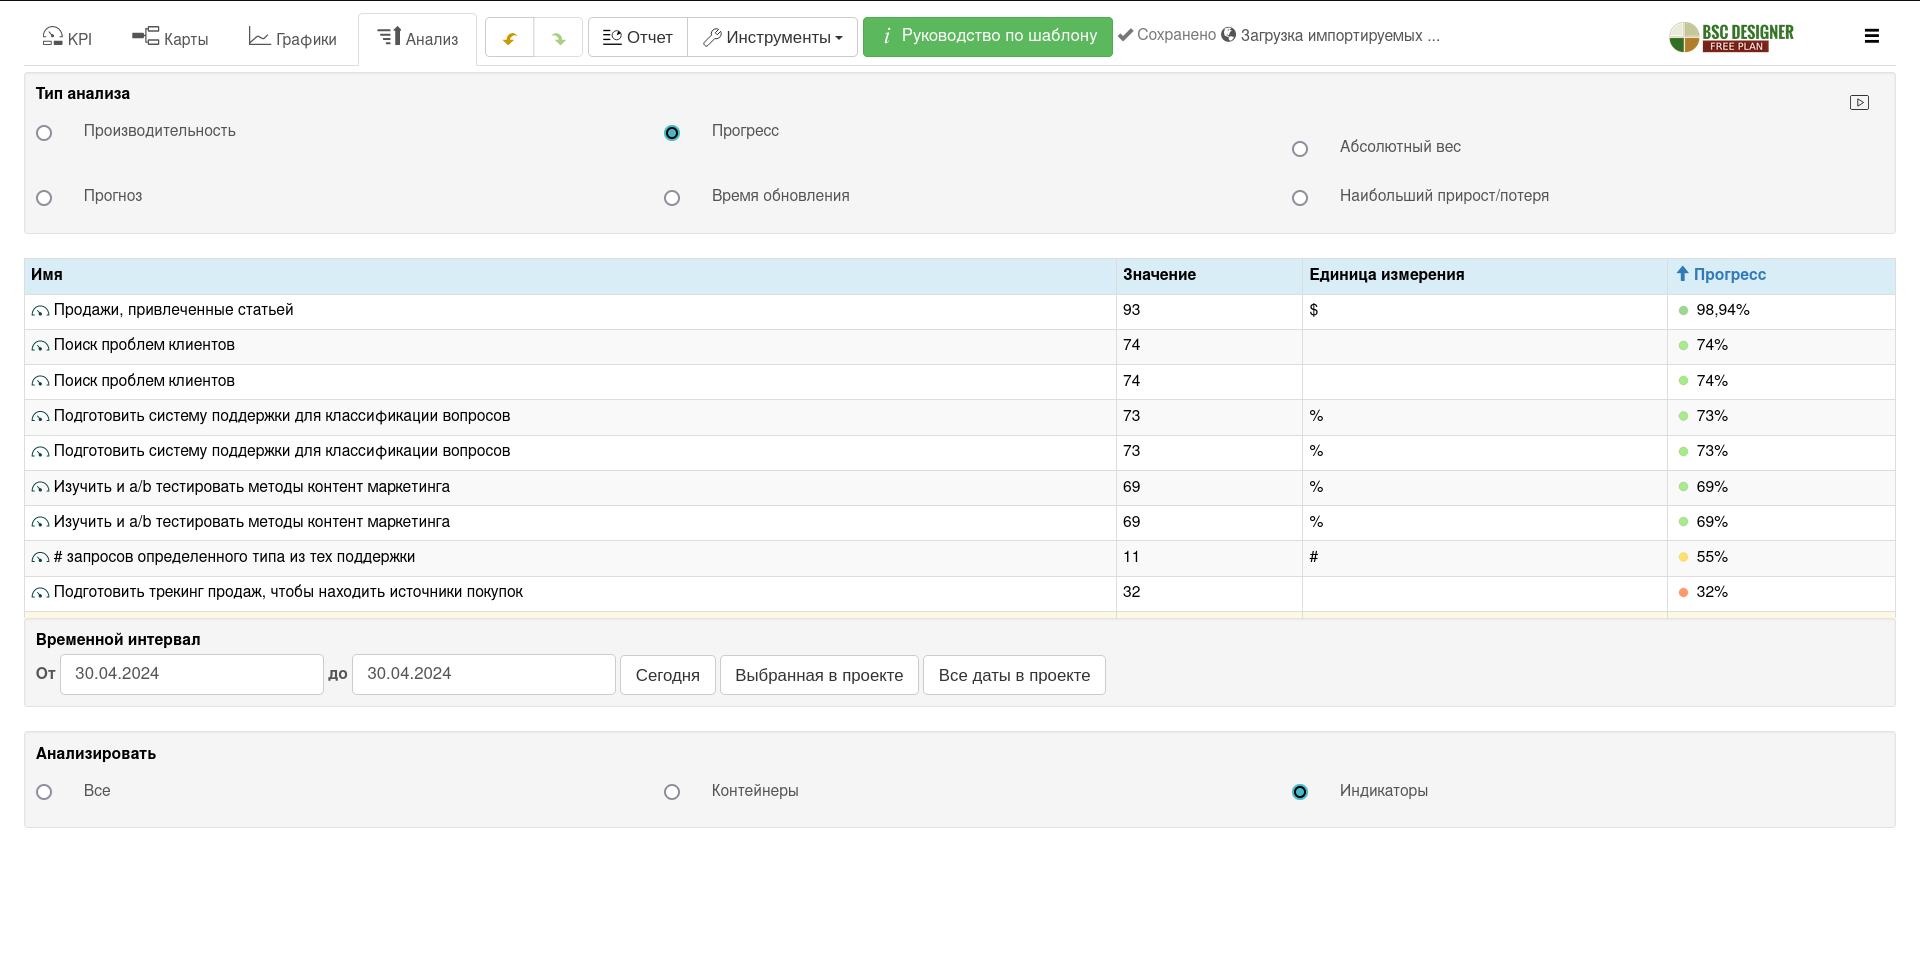 KPI Карты Графики Анализ Отчет Инструменты i Руководство по шаблону Сохранено Загрузка импортируемых ... BSC DESIGNER
FREE PLAN
Тип анализа
Производительность Прогресс Абсолютный вес
Прогноз Время обновления Наибольший прирост/потеря
Имя Значение Единица измерения Прогресс
Продажи, привлеченные статьей 93 $ 98,94%
Поиск проблем клиентов 74 74%
Поиск проблем клиентов 74 74%
Подготовить систему поддержки для классификации вопросов 73 % 73%
Подготовить систему поддержки для классификации вопросов 73 % 73%
Изучить и a/b тестировать методы контент маркетинга 69 % 69%
Изучить и a/b тестировать методы контент маркетинга 69 % 69%
# запросов определенного типа из тех поддержки 11 # 55%
Подготовить трекинг продаж, чтобы находить источники покупок 32 32%
Временной интервал
От 30.04.2024 до 30.04.2024 Сегодня Выбранная в проекте Все даты в проекте
Анализировать
Все Контейнеры Индикаторы